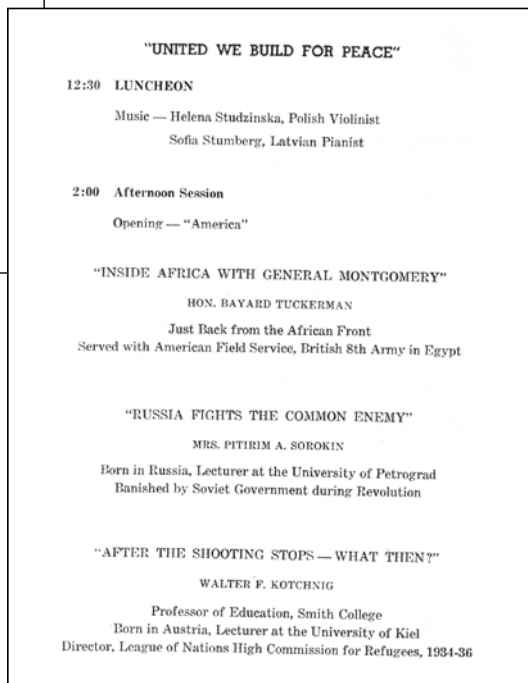 "UNITED WE BUILD FOR PEACE"
12:30 LUNCHEON
Music — Helena Studzinska, Polish Violinist
Sofia Stumberg, Latvian Pianist
2:00 Afternoon Session
Opening — "America"
"INSIDE AFRICA WITH GENERAL MONTGOMERY"
HON. BAYARD TUCKERMAN
Just Back from the African Front
Served with American Field Service, British 8th Army in Egypt
"RUSSIA FIGHTS THE COMMON ENEMY"
MRS. PITIRIM A. SOROKIN
Born in Russia, Lecturer at the University of Petrograd
Banished by Soviet Government during Revolution
"AFTER THE SHOOTING STOPS — WHAT THEN?"
WALTER F. KOTCHNIG
Professor of Education, Smith College
Born in Austria, Lecturer at the University of Kiel
Director, League of Nations High Commission for Refugees, 1934-36